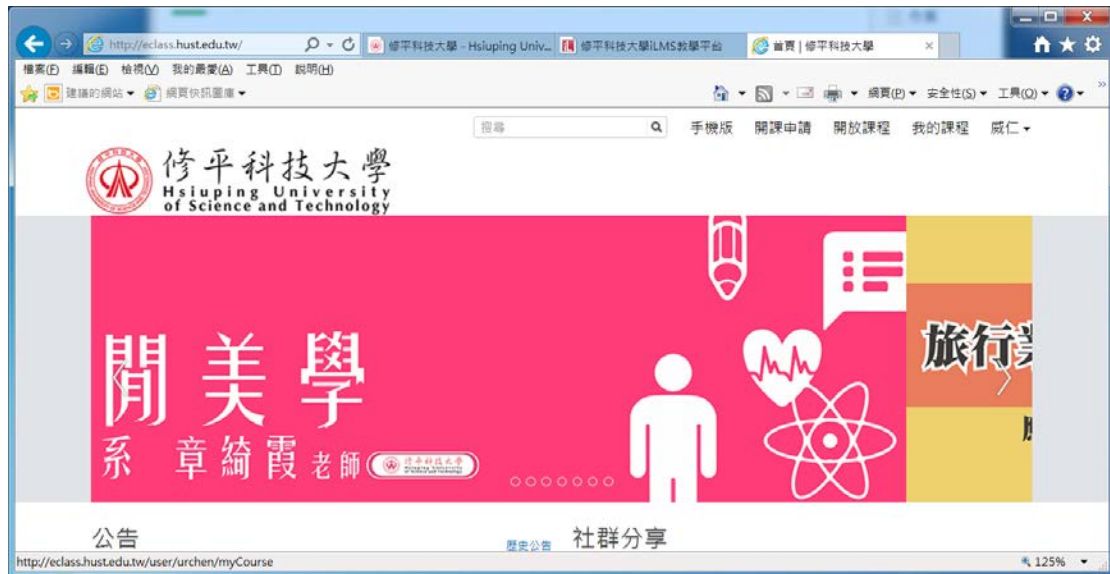 http://eclass.hust.edu.tw/
修平科技大學 - Hsiuping Univ...
修平科技大學iLMS教學平台
首頁 | 修平科技大學
檔案(F) 編輯(E) 檢視(V) 我的最愛(A) 工具(T) 說明(H)
建議的網站 網頁快訊圖庫
網頁(P) 安全性(S) 工具(O)
搜尋 手機版 開課申請 開放課程 我的課程 威仁
修平科技大學
Hsiuping University
of Science and Technology
閒美學
旅行業
系 章綺霞老師
公告
歷史公告
社群分享
http://eclass.hust.edu.tw/user/urchen/myCourse
125%